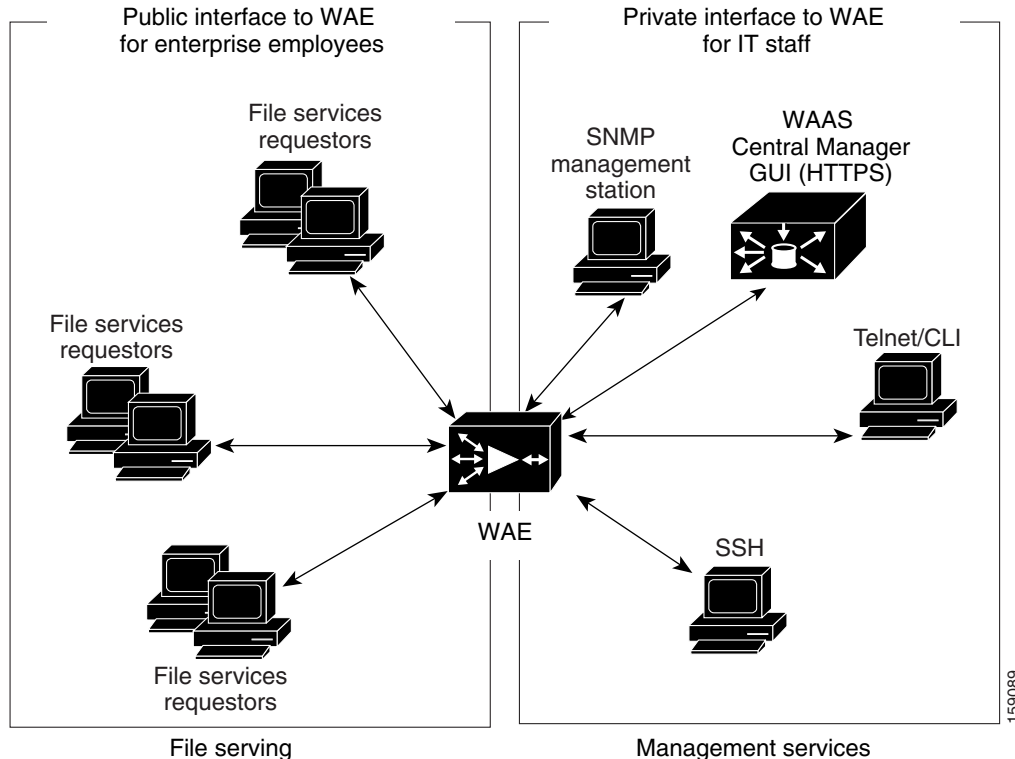 Public interface to WAE
for enterprise employees
Private interface to WAE
for IT staff
File services
requestors
SNMP
management
station
WAAS
Central Manager
GUI (HTTPS)
File services
requestors
Telnet/CLI
WAE
SSH
File services
requestors
159089
File serving
Management services